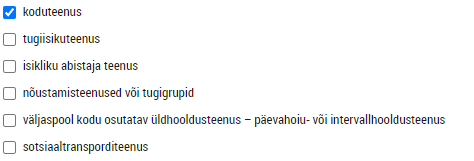 koduteenus
tugiisikuteenus
isikliku abistaja teenus
nõustamisteenused või tugigrupid
väljaspool kodu osutatav üldhooldusteenus – päevahoiu- või intervallhooldusteenus
sotsiaaltransporditeenus